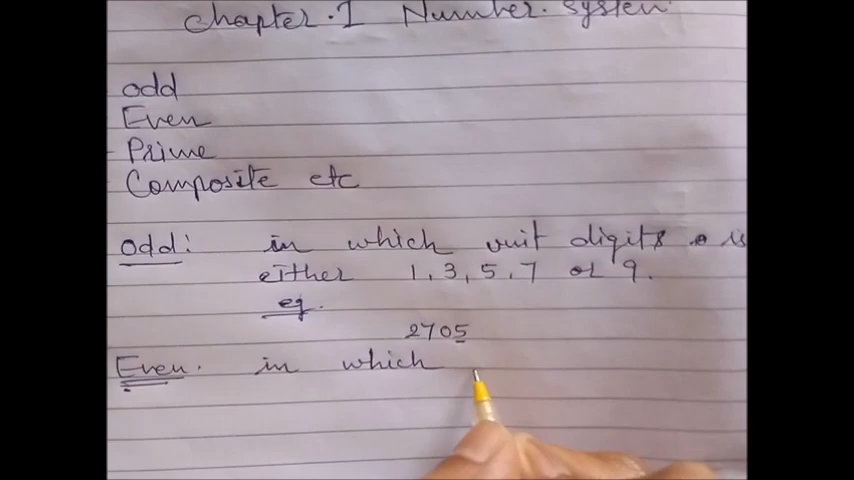 Chapter.1 Number.system
odd
Even
Prime
Composite etc
odd: in which unit digits is
either 1, 3, 5, 7 or 9.
eg.
2705
Even. in which